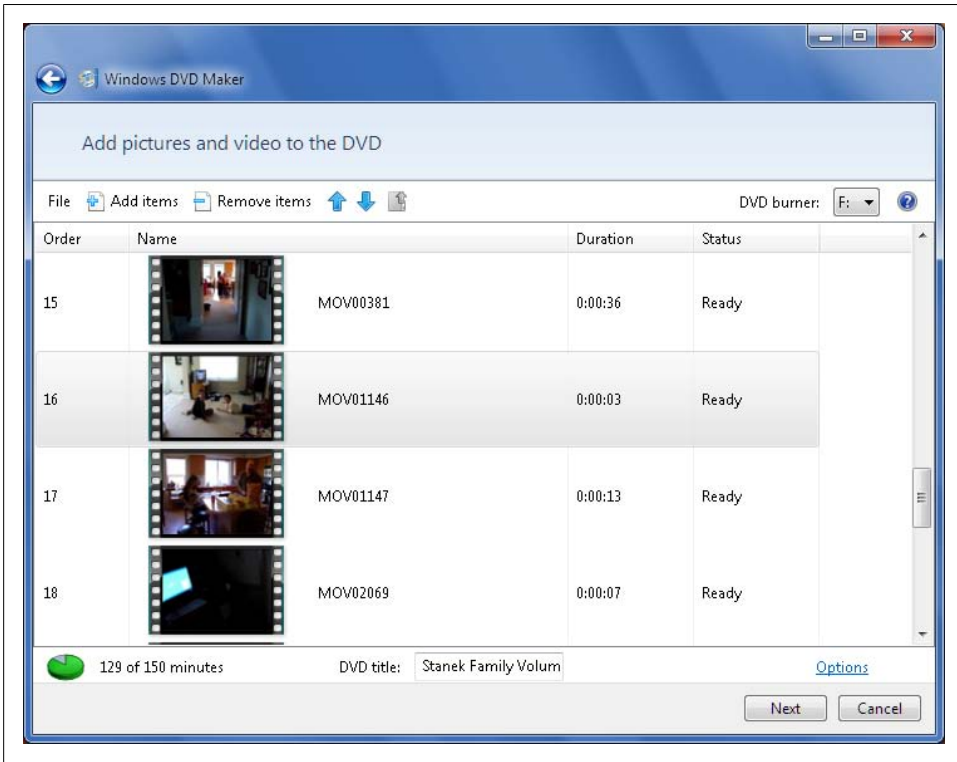 Windows DVD Maker
Add pictures and video to the DVD
File Add items Remove items DVD burner: F:
Order Name Duration Status
15 MOV00381 0:00:36 Ready
16 MOV01146 0:00:03 Ready
17 MOV01147 0:00:13 Ready
18 MOV02069 0:00:07 Ready
129 of 150 minutes DVD title: Stanek Family Volum Options
Next Cancel